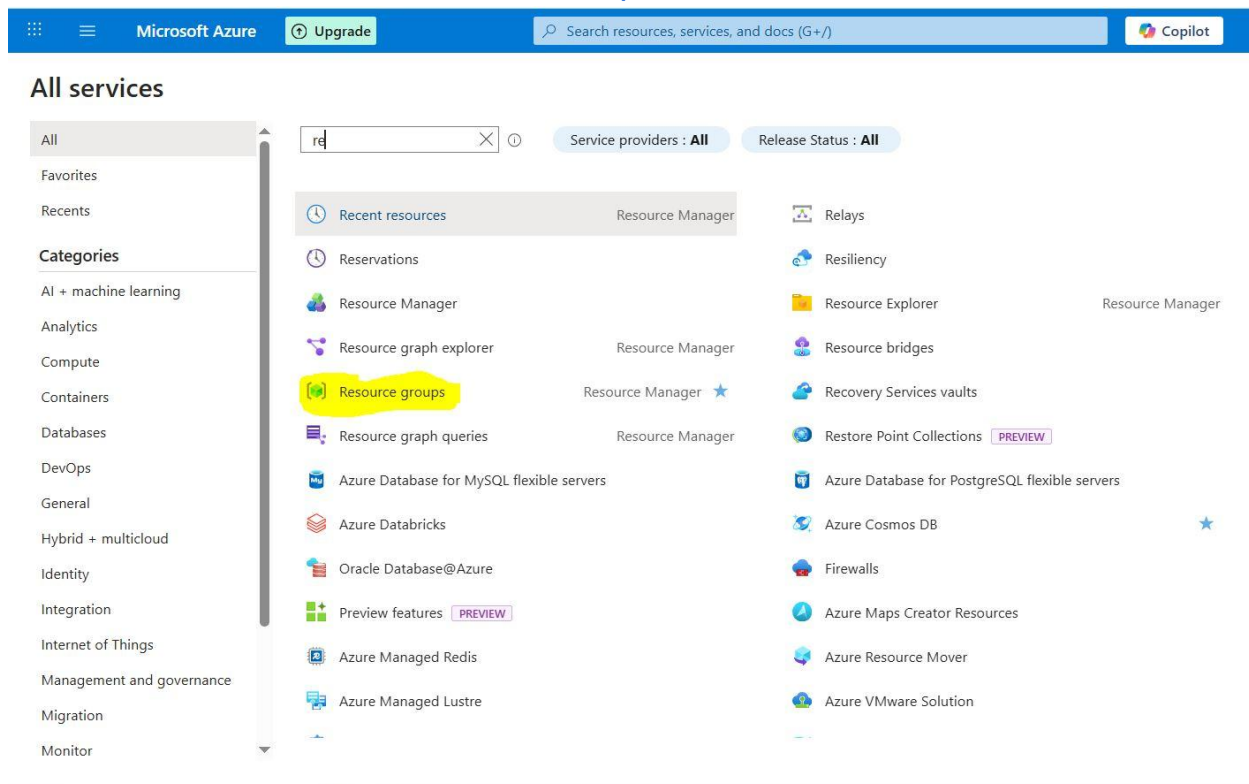 Microsoft Azure
Upgrade
Search resources, services, and docs (G+/)
Copilot
All services
All
Favorites
Recents
Categories
AI + machine learning
Analytics
Compute
Containers
Databases
DevOps
General
Hybrid + multicloud
Identity
Integration
Internet of Things
Management and governance
Migration
Monitor
re
Service providers : All
Release Status : All
Recent resources Resource Manager
Relays
Reservations
Resiliency
Resource Manager
Resource Explorer Resource Manager
Resource graph explorer Resource Manager
Resource bridges
Resource groups Resource Manager
Recovery Services vaults
Resource graph queries Resource Manager
Restore Point Collections PREVIEW
Azure Database for MySQL flexible servers
Azure Database for PostgreSQL flexible servers
Azure Databricks
Azure Cosmos DB
Oracle Database@Azure
Firewalls
Preview features PREVIEW
Azure Maps Creator Resources
Azure Managed Redis
Azure Resource Mover
Azure Managed Lustre
Azure VMware Solution